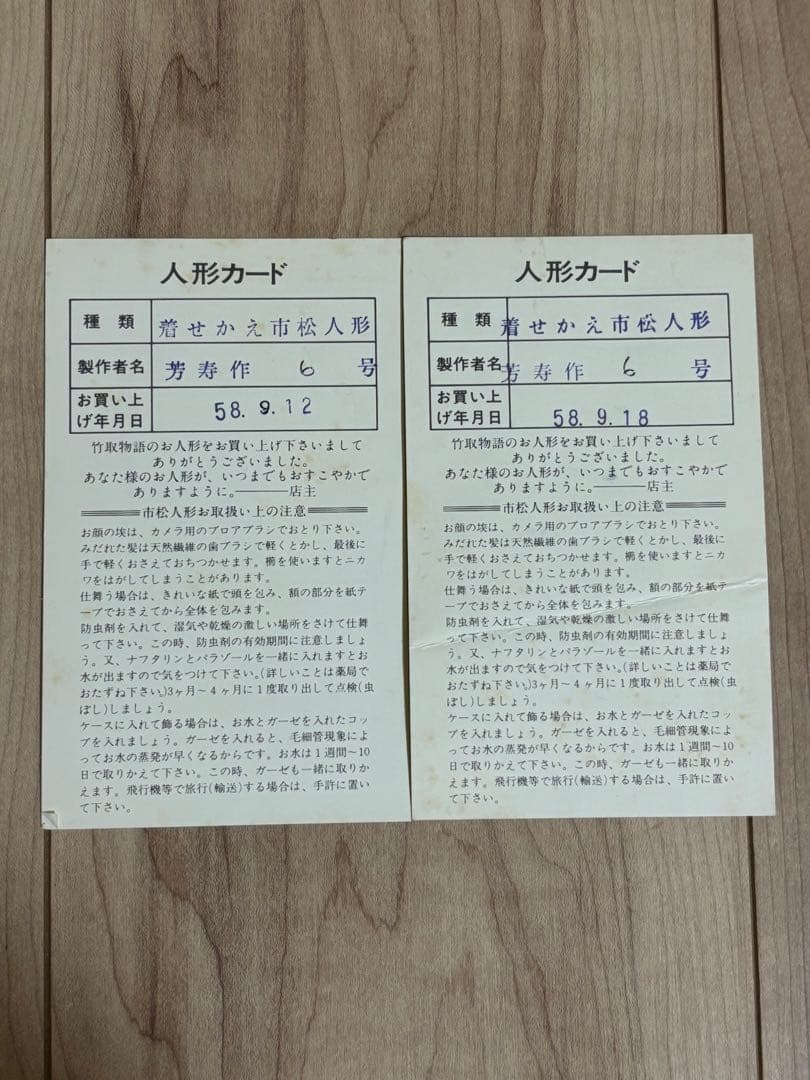 人形カード
種類 着せかえ市松人形
製作者名 芳寿作 6 号
お買い上げ年月日 58.9.12
竹取物語のお人形をお買い上げ下さいまして
ありがとうございました。
あなた様のお人形が、いつまでもおすこやかで
ありますように。――――店主
市松人形お取扱い上の注意
お顔の埃は、カメラ用のブロアブラシでおとり下さい。
みだれた髪は天然繊維の歯ブラシで軽くとかし、最後に
手で軽くおさえておちつかせます。櫛を使いますとニカ
ワをはがしてしまうことがあります。
仕舞う場合は、きれいな紙で頭を包み、額の部分を紙テ
ープでおさえてから全体を包みます。
防虫剤を入れて、湿気や乾燥の激しい場所をさけて仕舞
って下さい。この時、防虫剤の有効期間に注意しましょ
う。又、ナフタリンとパラゾールを一緒に入れますとお
水が出ますので気をつけて下さい。(詳しいことは薬局で
おたずね下さい。)3ヶ月〜4ヶ月に1度取り出して点検(虫
ぼし)しましょう。
ケースに入れて飾る場合は、お水とガーゼを入れたコッ
プを入れましょう。ガーゼを入れると、毛細管現象によ
ってお水の蒸発が早くなるからです。お水は1週間〜10
日で取りかえて下さい。この時、ガーゼも一緒に取りか
えます。飛行機等で旅行(輸送)する場合は、手許に置い
て下さい。
人形カード
種類 着せかえ市松人形
製作者名 芳寿作 6 号
お買い上げ年月日 58.9.18
竹取物語のお人形をお買い上げ下さいまして
ありがとうございました。
あなた様のお人形が、いつまでもおすこやかで
ありますように。――――店主
市松人形お取扱い上の注意
お顔の埃は、カメラ用のブロアブラシでおとり下さい。
みだれた髪は天然繊維の歯ブラシで軽くとかし、最後に
手で軽くおさえておちつかせます。櫛を使いますとニカ
ワをはがしてしまうことがあります。
仕舞う場合は、きれいな紙で頭を包み、額の部分を紙テ
ープでおさえてから全体を包みます。
防虫剤を入れて、湿気や乾燥の激しい場所をさけて仕舞
って下さい。この時、防虫剤の有効期間に注意しましょ
う。又、ナフタリンとパラゾールを一緒に入れますとお
水が出ますので気をつけて下さい。(詳しいことは薬局で
おたずね下さい。)3ヶ月〜4ヶ月に1度取り出して点検(虫
ぼし)しましょう。
ケースに入れて飾る場合は、お水とガーゼを入れたコッ
プを入れましょう。ガーゼを入れると、毛細管現象によ
ってお水の蒸発が早くなるからです。お水は1週間〜10
日で取りかえて下さい。この時、ガーゼも一緒に取りか
えます。飛行機等で旅行(輸送)する場合は、手許に置い
て下さい。